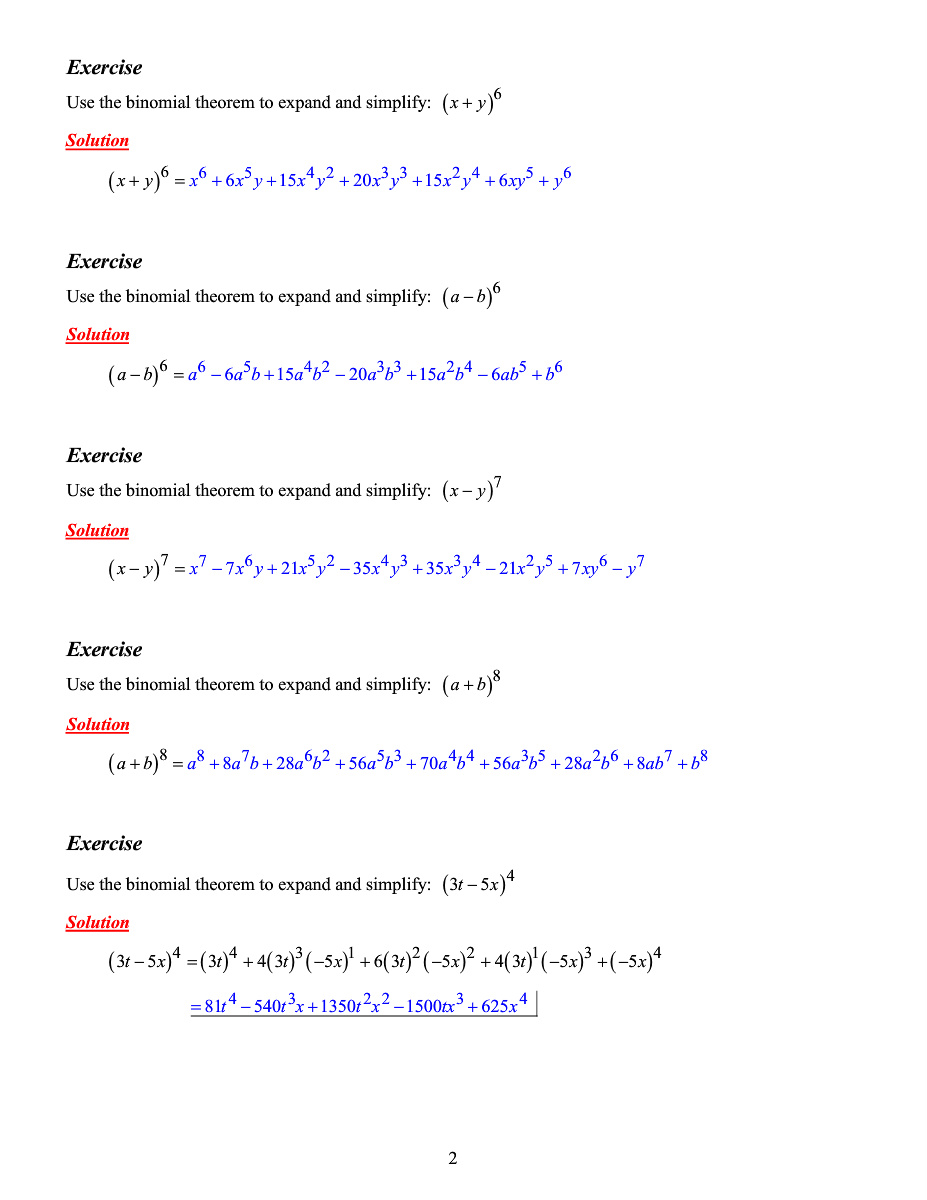 Exercise
Use the binomial theorem to expand and simplify: (x + y)^6
Solution
(x + y)^6 = x^6 + 6x^5y + 15x^4y^2 + 20x^3y^3 + 15x^2y^4 + 6xy^5 + y^6
Exercise
Use the binomial theorem to expand and simplify: (a − b)^6
Solution
(a − b)^6 = a^6 − 6a^5b + 15a^4b^2 − 20a^3b^3 + 15a^2b^4 − 6ab^5 + b^6
Exercise
Use the binomial theorem to expand and simplify: (x − y)^7
Solution
(x − y)^7 = x^7 − 7x^6y + 21x^5y^2 − 35x^4y^3 + 35x^3y^4 − 21x^2y^5 + 7xy^6 − y^7
Exercise
Use the binomial theorem to expand and simplify: (a + b)^8
Solution
(a + b)^8 = a^8 + 8a^7b + 28a^6b^2 + 56a^5b^3 + 70a^4b^4 + 56a^3b^5 + 28a^2b^6 + 8ab^7 + b^8
Exercise
Use the binomial theorem to expand and simplify: (3t − 5x)^4
Solution
(3t − 5x)^4 = (3t)^4 + 4(3t)^3(−5x)^1 + 6(3t)^2(−5x)^2 + 4(3t)^1(−5x)^3 + (−5x)^4
= 81t^4 − 540t^3x + 1350t^2x^2 − 1500tx^3 + 625x^4
2